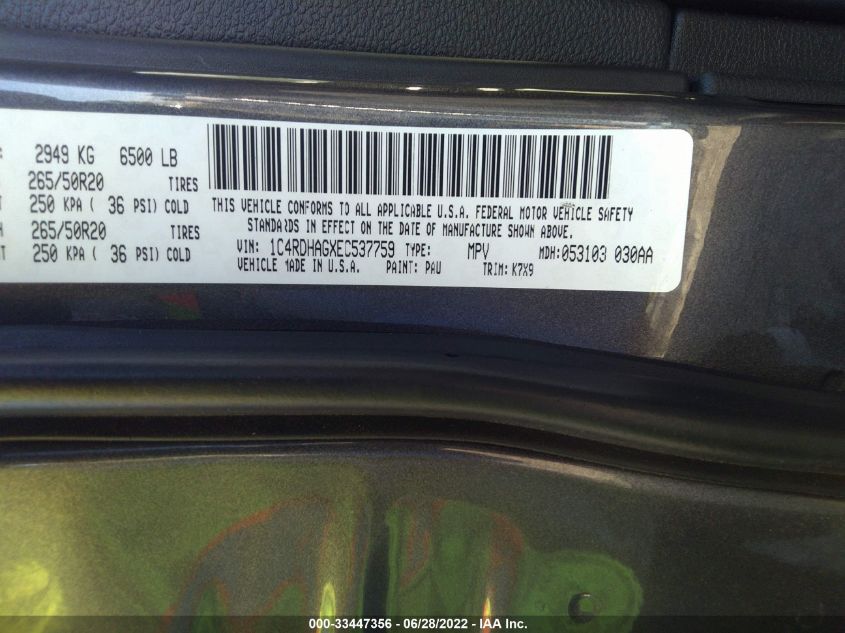 2949 KG 6500 LB
265/50R20 TIRES
250 KPA ( 36 PSI) COLD
265/50R20 TIRES
250 KPA ( 36 PSI) COLD
THIS VEHICLE CONFORMS TO ALL APPLICABLE U.S.A. FEDERAL MOTOR VEHICLE SAFETY
STANDARDS IN EFFECT ON THE DATE OF MANUFACTURE SHOWN ABOVE.
VIN: 1C4RDHAGXEC537759 TYPE: MPV MDH:053103 030AA
VEHICLE MADE IN U.S.A. PAINT: PAU TRIM: K7X9
000-33447356 - 06/28/2022 - IAA Inc.